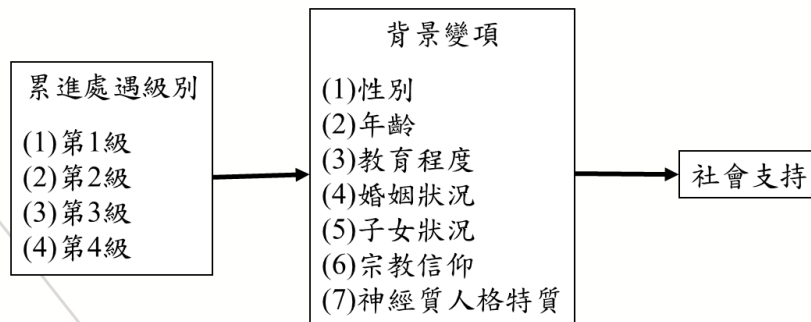 累進處遇級別
(1)第1級
(2)第2級
(3)第3級
(4)第4級
背景變項
(1)性別
(2)年齡
(3)教育程度
(4)婚姻狀況
(5)子女狀況
(6)宗教信仰
(7)神經質人格特質
社會支持